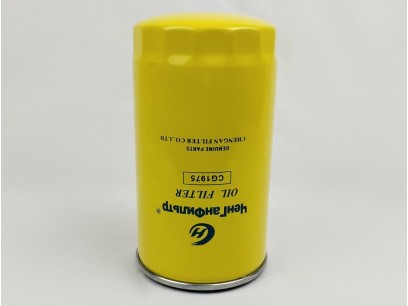 ЧенГанФильтр®
OIL FILTER
CG1975
GENUINE PARTS
CHENGAN FILTER CO.,LTD